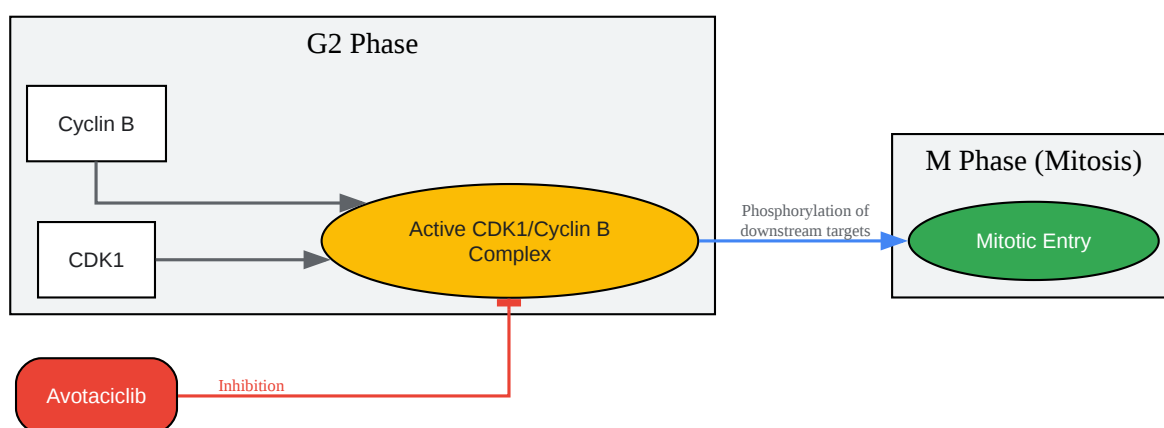 G2 Phase
Cyclin B
CDK1
Active CDK1/Cyclin B
Complex
Phosphorylation of
downstream targets
M Phase (Mitosis)
Mitotic Entry
Avotaciclib
Inhibition